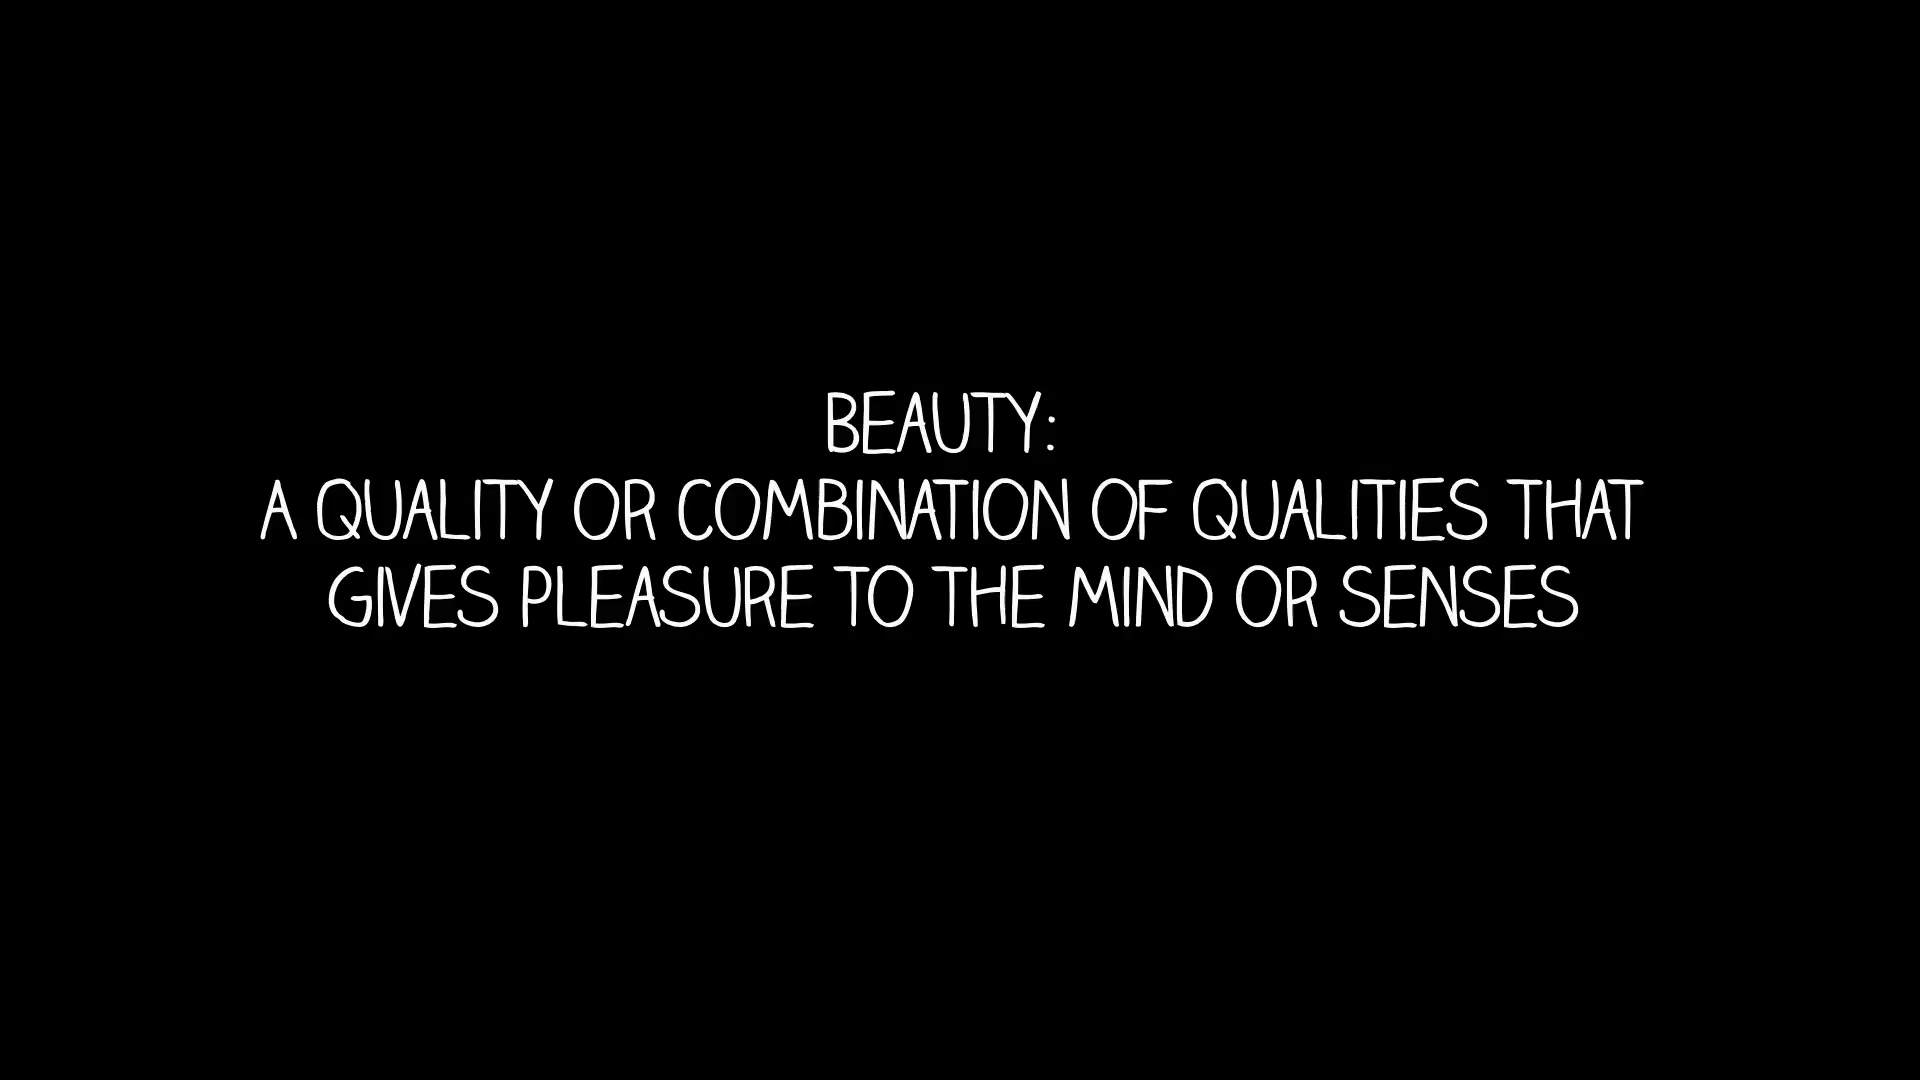 BEAUTY:
A QUALITY OR COMBINATION OF QUALITIES THAT
GIVES PLEASURE TO THE MIND OR SENSES